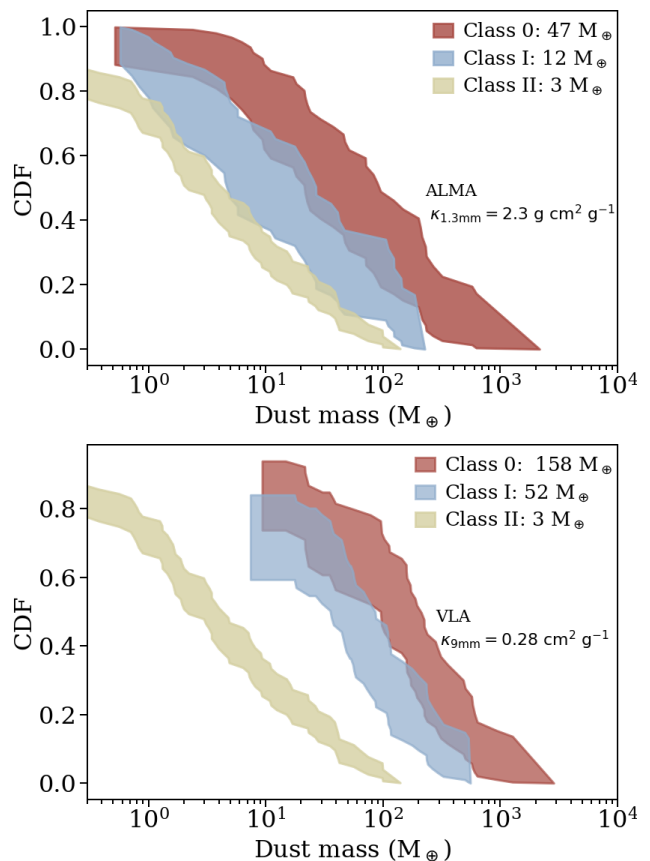 1.0
0.8
0.6
0.4
0.2
0.0
CDF
Class 0: 47 M⊕
Class I: 12 M⊕
Class II: 3 M⊕
ALMA
κ1.3mm = 2.3 g cm² g⁻¹
10⁰ 10¹ 10² 10³ 10⁴
Dust mass (M⊕)
0.8
0.6
0.4
0.2
0.0
CDF
Class 0: 158 M⊕
Class I: 52 M⊕
Class II: 3 M⊕
VLA
κ9mm = 0.28 cm² g⁻¹
10⁰ 10¹ 10² 10³ 10⁴
Dust mass (M⊕)